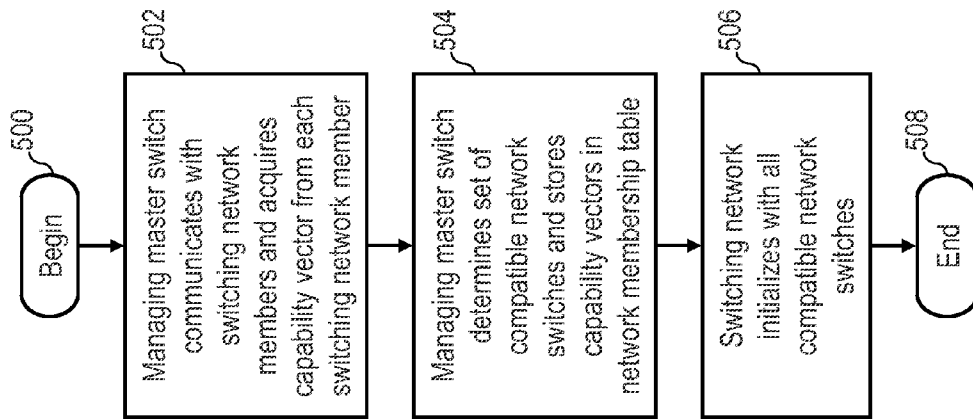 500
Begin
502
Managing master switch
communicates with
switching network
members and acquires
capability vector from each
switching network member
504
Managing master switch
determines set of
compatible network
switches and stores
capability vectors in
network membership table
506
Switching network
initializes with all
compatible network
switches
508
End